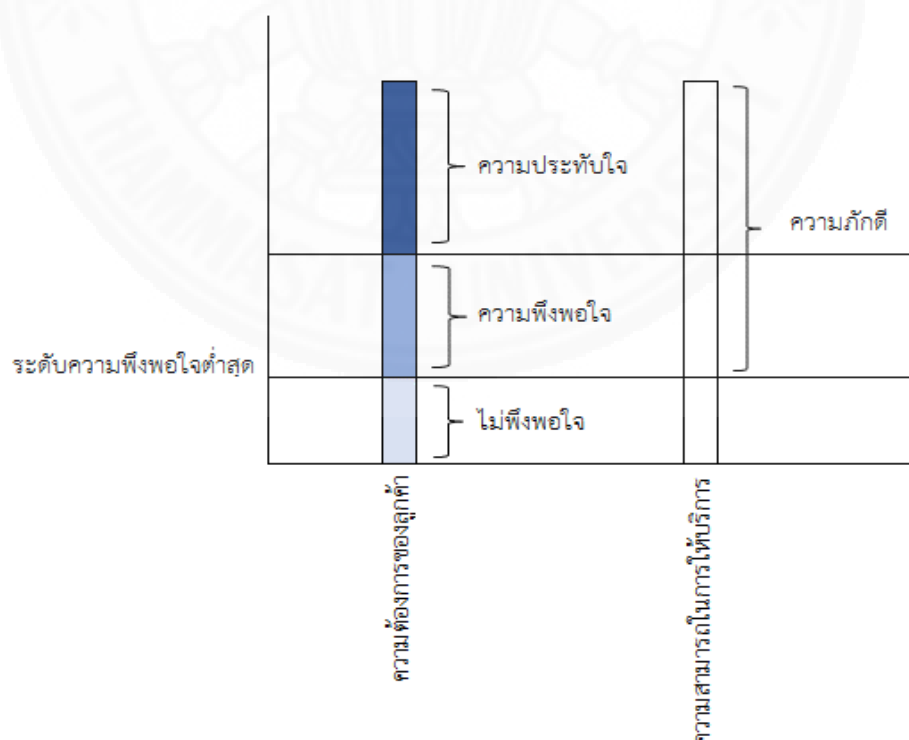 ความประทับใจ
ความภักดี
ความพึงพอใจ
ระดับความพึงพอใจต่ำสุด
ไม่พึงพอใจ
ความต้องการของลูกค้า
ความสามารถในการให้บริการ
THAMMASAT UNIVERSITY